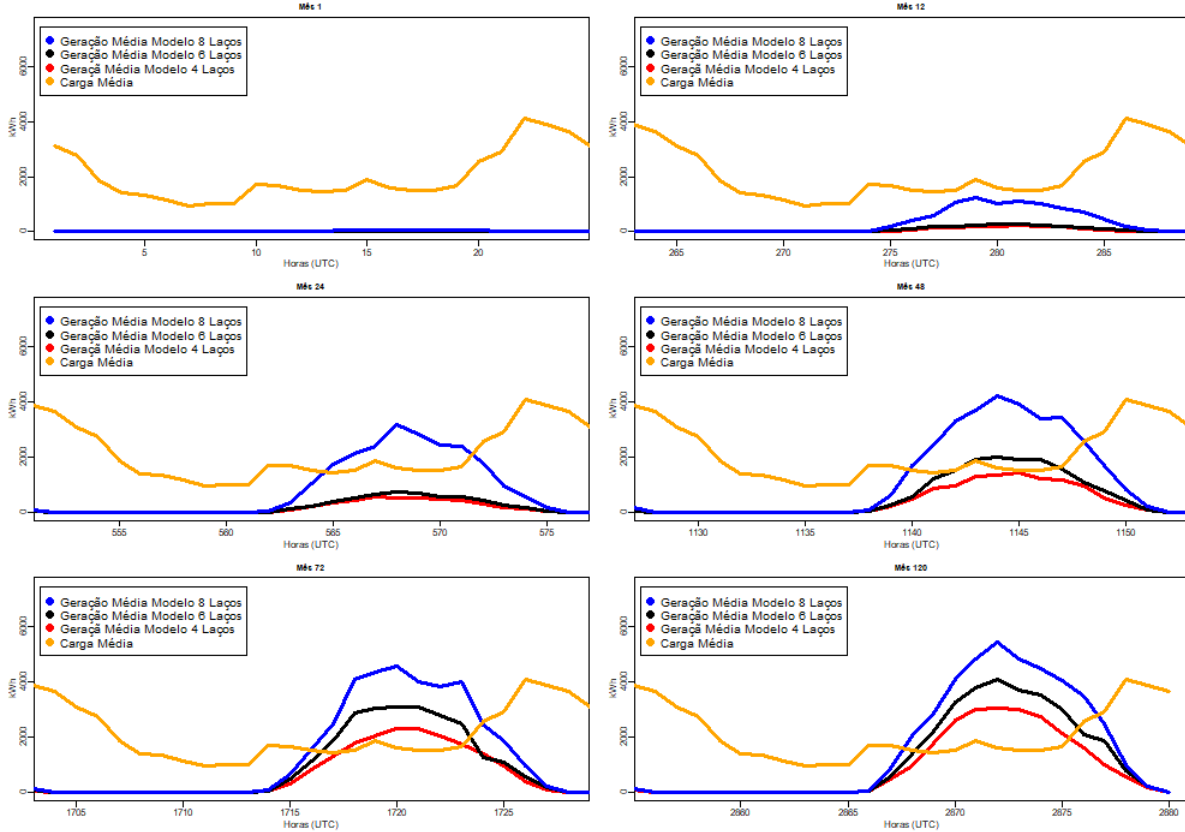 Mês 1
Geração Média Modelo 8 Laços
Geração Média Modelo 6 Laços
Geraçã Média Modelo 4 Laços
Carga Média
kW/h
0 2000 4000 6000
5 10 15 20
Horas (UTC)
Mês 12
Geração Média Modelo 8 Laços
Geração Média Modelo 6 Laços
Geraçã Média Modelo 4 Laços
Carga Média
kW/h
0 2000 4000 6000
265 270 275 280 285
Horas (UTC)
Mês 24
Geração Média Modelo 8 Laços
Geração Média Modelo 6 Laços
Geraçã Média Modelo 4 Laços
Carga Média
kW/h
0 2000 4000 6000
555 560 565 570 575
Horas (UTC)
Mês 48
Geração Média Modelo 8 Laços
Geração Média Modelo 6 Laços
Geraçã Média Modelo 4 Laços
Carga Média
kW/h
0 2000 4000 6000
1130 1135 1140 1145 1150
Horas (UTC)
Mês 72
Geração Média Modelo 8 Laços
Geração Média Modelo 6 Laços
Geraçã Média Modelo 4 Laços
Carga Média
kW/h
0 2000 4000 6000
1705 1710 1715 1720 1725
Horas (UTC)
Mês 120
Geração Média Modelo 8 Laços
Geração Média Modelo 6 Laços
Geraçã Média Modelo 4 Laços
Carga Média
kW/h
0 2000 4000 6000
2860 2865 2870 2875 2880
Horas (UTC)